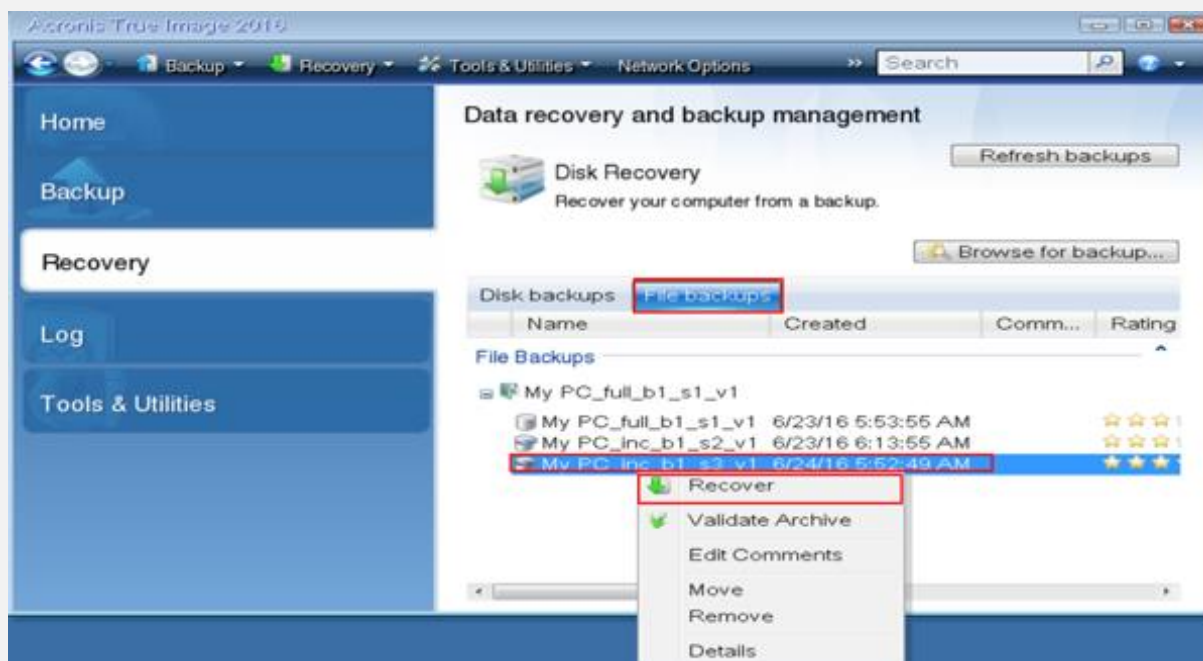 Acronis True Image 2016
Backup Recovery Tools & Utilities Network Options » Search
Home
Backup
Recovery
Log
Tools & Utilities
Data recovery and backup management
Refresh backups
Disk Recovery
Recover your computer from a backup.
Browse for backup...
Disk backups File backups
Name Created Comm... Rating
File Backups
My PC_full_b1_s1_v1
My PC_full_b1_s1_v1 6/23/16 5:53:55 AM
My PC_inc_b1_s2_v1 6/23/16 6:13:55 AM
My PC_inc_b1_s3_v1 6/24/16 5:52:49 AM
Recover
Validate Archive
Edit Comments
Move
Remove
Details